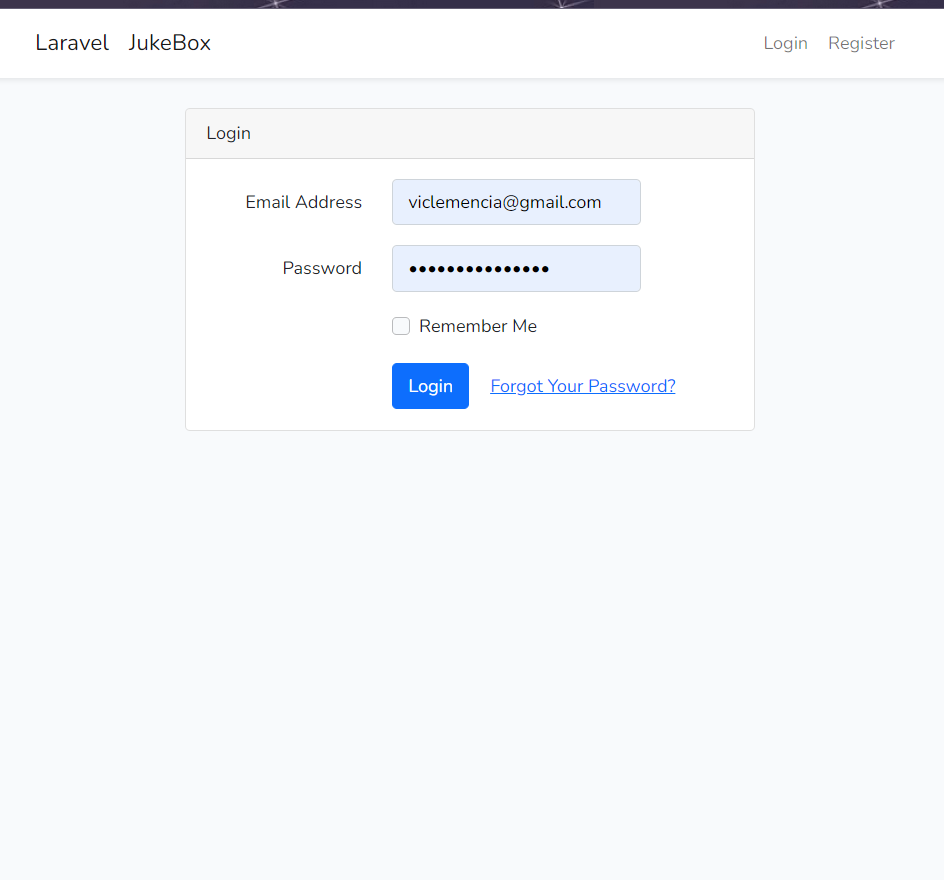 Laravel JukeBox Login Register
Login
Email Address viclemencia@gmail.com
Password •••••••••••••••
Remember Me
Login Forgot Your Password?